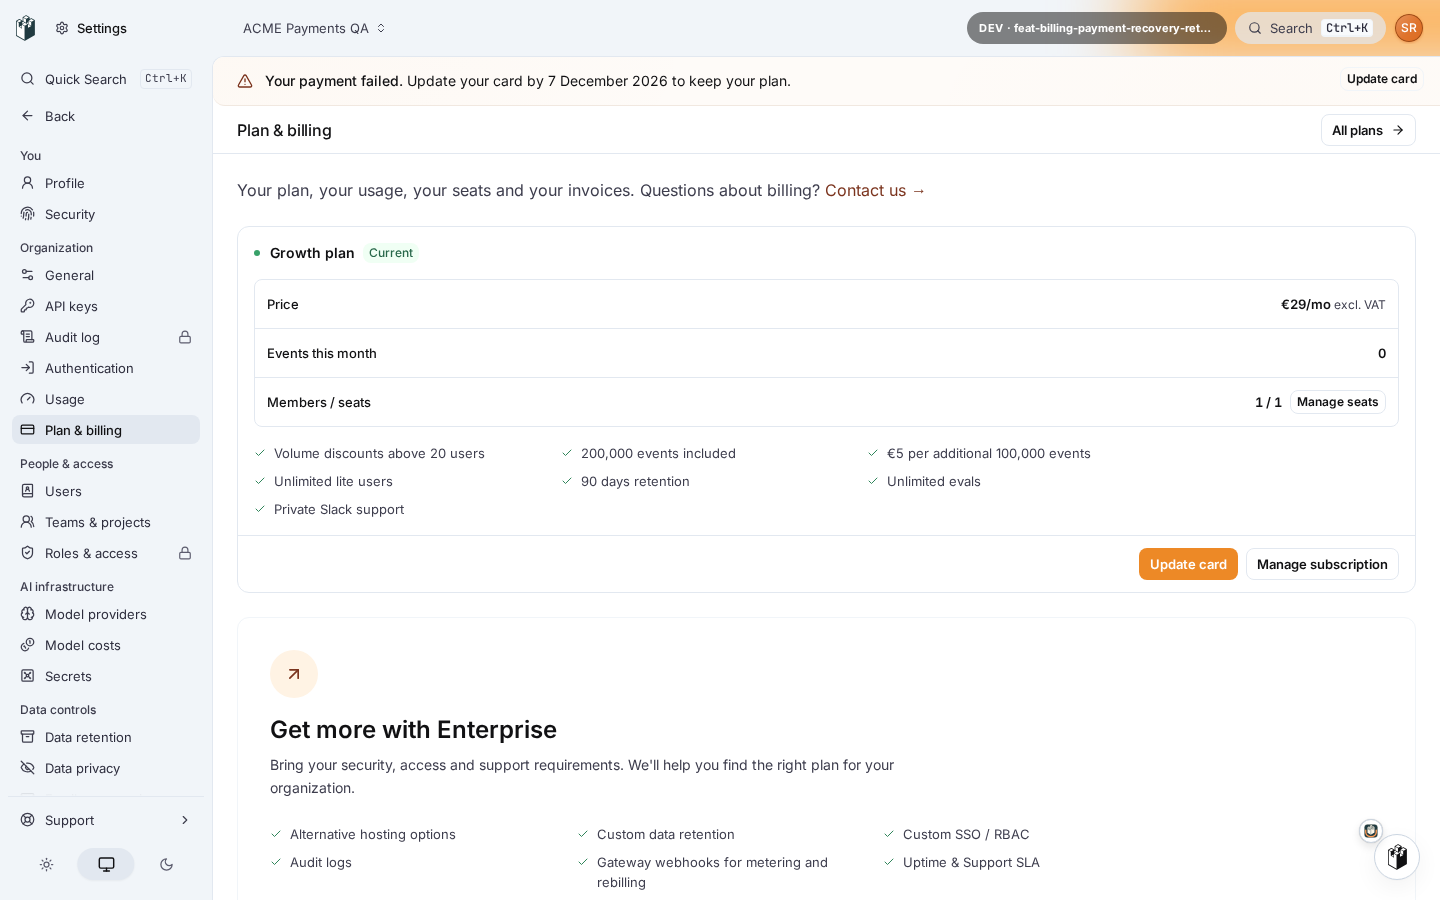 Settings
ACME Payments QA
DEV · feat-billing-payment-recovery-ret...
Search Ctrl+K
SR
Quick Search Ctrl+K
Back
You
Profile
Security
Organization
General
API keys
Audit log
Authentication
Usage
Plan & billing
People & access
Users
Teams & projects
Roles & access
AI infrastructure
Model providers
Model costs
Secrets
Data controls
Data retention
Data privacy
Support
Your payment failed. Update your card by 7 December 2026 to keep your plan.
Update card
Plan & billing
All plans →
Your plan, your usage, your seats and your invoices. Questions about billing? Contact us →
Growth plan Current
Price €29/mo excl. VAT
Events this month 0
Members / seats 1 / 1 Manage seats
Volume discounts above 20 users
200,000 events included
€5 per additional 100,000 events
Unlimited lite users
90 days retention
Unlimited evals
Private Slack support
Update card
Manage subscription
Get more with Enterprise
Bring your security, access and support requirements. We'll help you find the right plan for your
organization.
Alternative hosting options
Custom data retention
Custom SSO / RBAC
Audit logs
Gateway webhooks for metering and
rebilling
Uptime & Support SLA